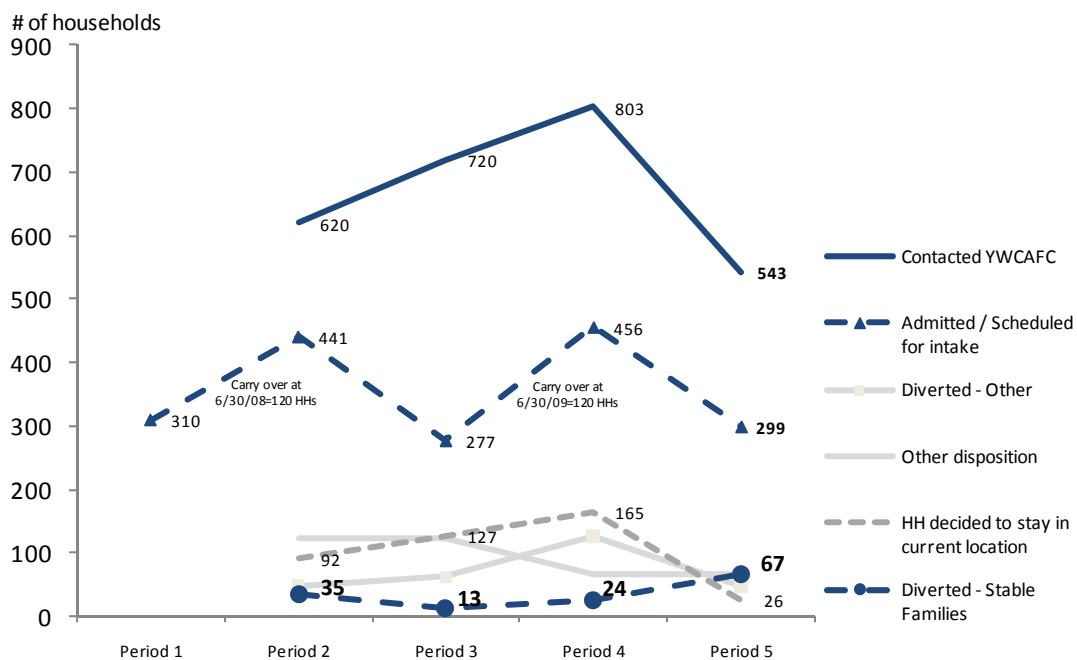 # of households
900
800
700
600
500
400
300
200
100
0
803
720
620
543
441
456
Carry over at
6/30/08=120 HHs
Carry over at
6/30/09=120 HHs
310
277
299
165
127
92
35
13
24
67
26
Period 1
Period 2
Period 3
Period 4
Period 5
Contacted YWCAFC
Admitted / Scheduled
for intake
Diverted - Other
Other disposition
HH decided to stay in
current location
Diverted - Stable
Families